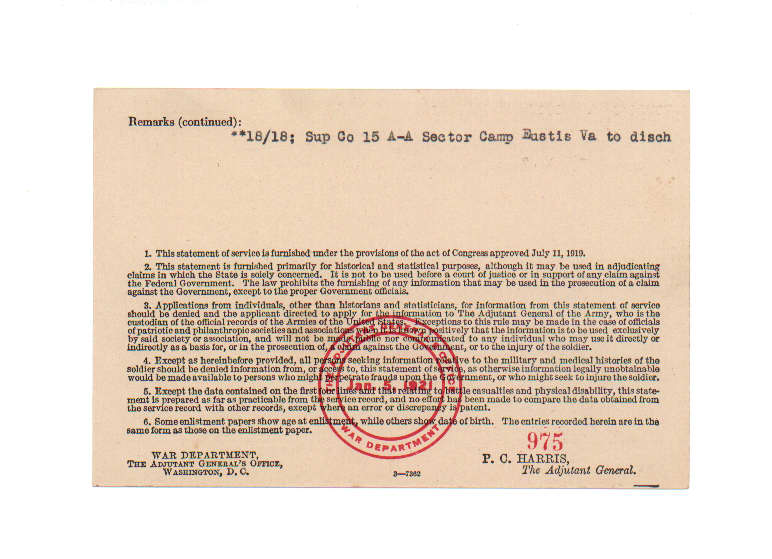 Remarks (continued):
**18/18; Sup Co 15 A-A Sector Camp Eustis Va to disch
1. This statement of service is furnished under the provisions of the act of Congress approved July 11, 1919.
2. This statement is furnished primarily for historical and statistical purposes, although it may be used in adjudicating
claims in which the State is solely concerned. It is not to be used before a court of justice or in support of any claim against
the Federal Government. The law prohibits the furnishing of any information that may be used in the prosecution of a claim
against the Government, except to the proper Government officials.
3. Applications from individuals, other than historians and statisticians, for information from this statement of service
should be denied and the applicant directed to apply for the information to The Adjutant General of the Army, who is the
custodian of the official records of the Armies of the United States. Exceptions to this rule may be made in the case of officials
of patriotic and philanthropic societies and associations, if it is positively that the information is to be used exclusively
by said society or association, and will not be made public nor communicated to any individual who may use it directly or
indirectly as a basis for, or in the prosecution of, a claim against the Government, or to the injury of the soldier.
4. Except as hereinbefore provided, all persons seeking information relative to the military and medical histories of the
soldier should be denied information from, or access to, this statement of service, as otherwise information legally unobtainable
would be made available to persons who might perpetrate frauds upon the Government, or who might seek to injure the soldier.
5. Except the data contained on the first four lines and that relating to battle casualties and physical disability, this state-
ment is prepared as far as practicable from the service record, and no effort has been made to compare the data obtained from
the service record with other records, except when an error or discrepancy is patent.
6. Some enlistment papers show age at enlistment, while others show date of birth. The entries recorded herein are in the
same form as those on the enlistment paper.
WAR DEPARTMENT
975
WAR DEPARTMENT,
THE ADJUTANT GENERAL'S OFFICE,
WASHINGTON, D. C.
3—7362
P. C. HARRIS,
The Adjutant General.